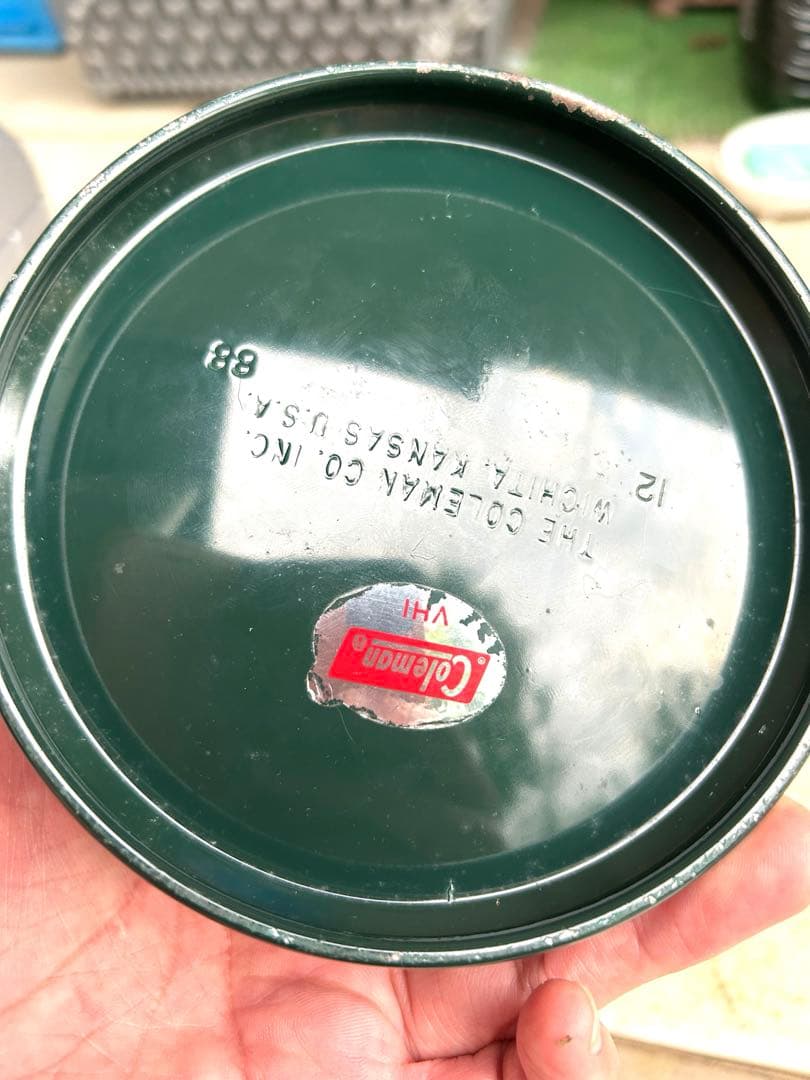 Coleman®
VHI
THE COLEMAN CO. INC.
WICHITA, KANSAS U.S.A.
12 88